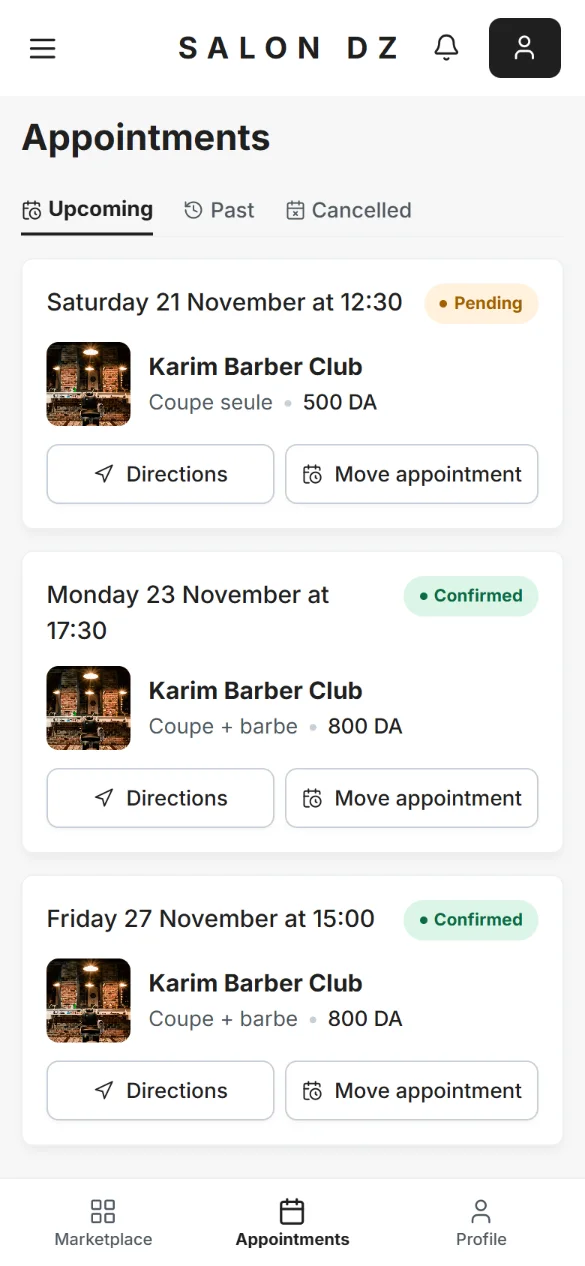 SALON DZ
Appointments
Upcoming Past Cancelled
Saturday 21 November at 12:30 Pending
Karim Barber Club
Coupe seule • 500 DA
Directions Move appointment
Monday 23 November at Confirmed
17:30
Karim Barber Club
Coupe + barbe • 800 DA
Directions Move appointment
Friday 27 November at 15:00 Confirmed
Karim Barber Club
Coupe + barbe • 800 DA
Directions Move appointment
Marketplace Appointments Profile